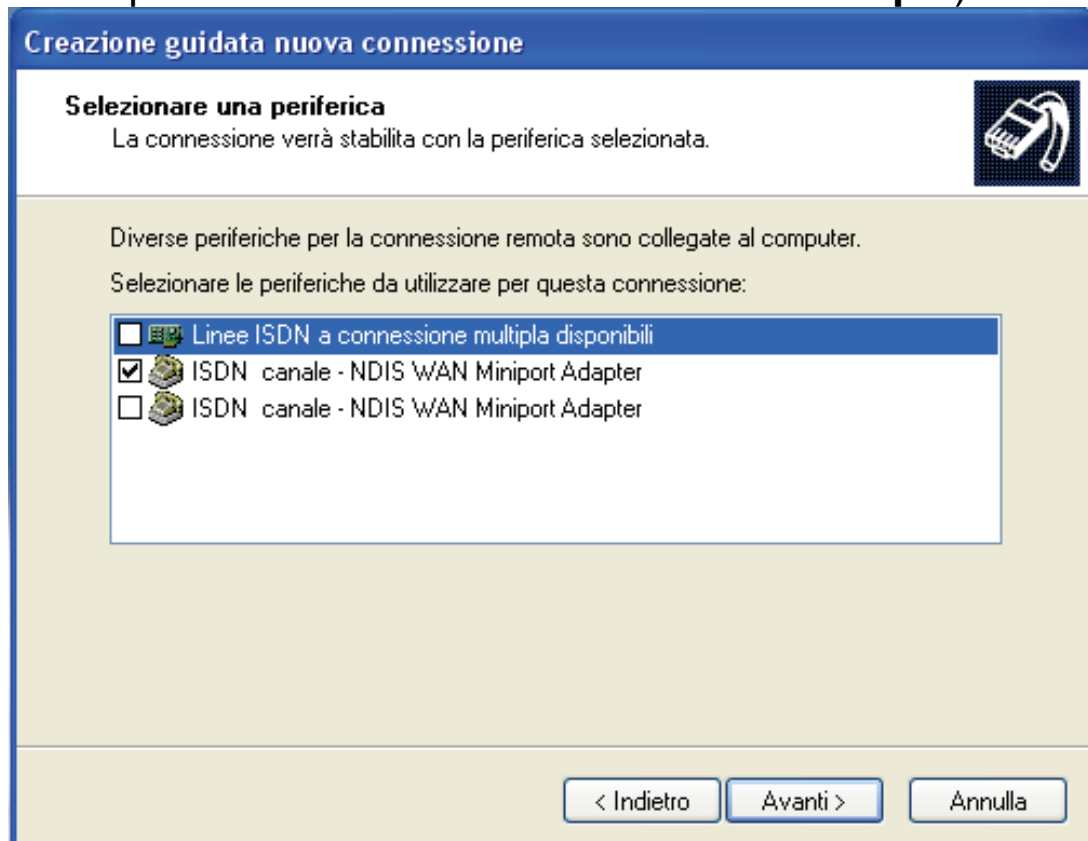 Creazione guidata nuova connessione
Selezionare una periferica
La connessione verrà stabilita con la periferica selezionata.
Diverse periferiche per la connessione remota sono collegate al computer.
Selezionare le periferiche da utilizzare per questa connessione:
Linee ISDN a connessione multipla disponibili
ISDN canale - NDIS WAN Miniport Adapter
ISDN canale - NDIS WAN Miniport Adapter
< Indietro
Avanti >
Annulla